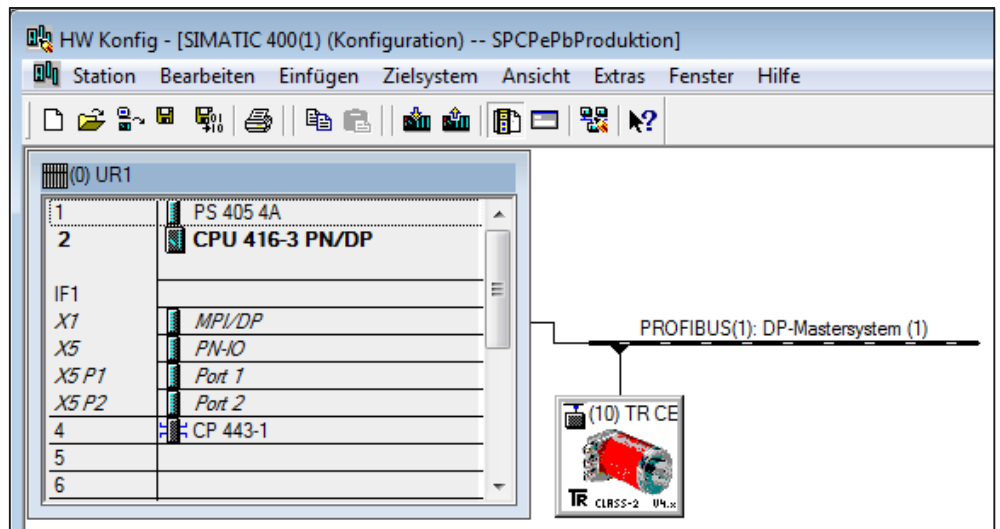 HW Konfig - [SIMATIC 400(1) (Konfiguration) -- SPCPePbProduktion]
Station Bearbeiten Einfügen Zielsystem Ansicht Extras Fenster Hilfe
(0) UR1
1 PS 405 4A
2 CPU 416-3 PN/DP
IF1
X1 MPI/DP
X5 PN-IO
X5 P1 Port 1
X5 P2 Port 2
4 CP 443-1
5
6
PROFIBUS(1): DP-Mastersystem (1)
(10) TR CE
TR CLASS-2 V4.x